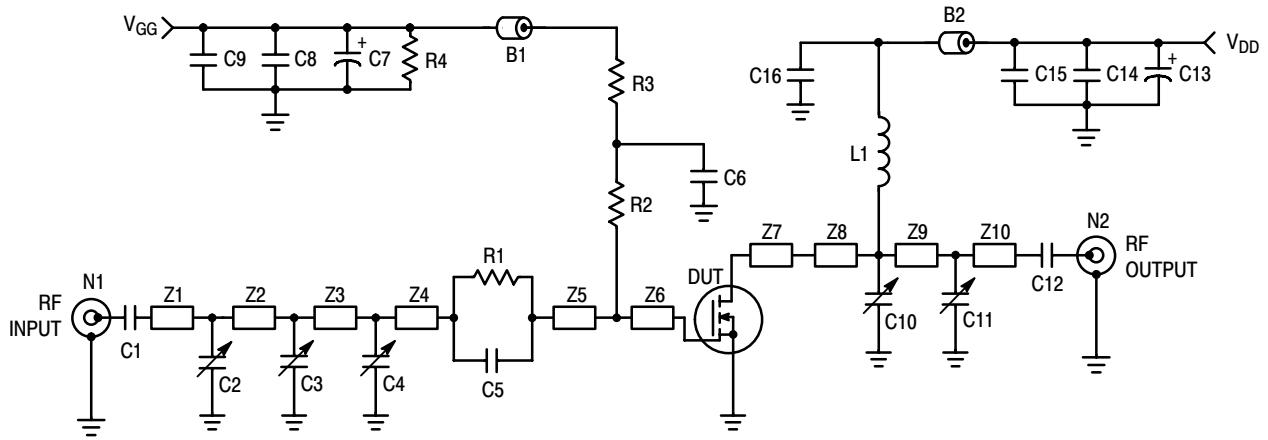 VGG
C9
C8
C7
+
R4
B1
R3
C6
R2
B2
VDD
C16
C15
C14
C13
+
L1
N1
RF
INPUT
C1
Z1
Z2
Z3
Z4
R1
C5
Z5
Z6
C2
C3
C4
DUT
Z7
Z8
Z9
Z10
C10
C11
C12
N2
RF
OUTPUT